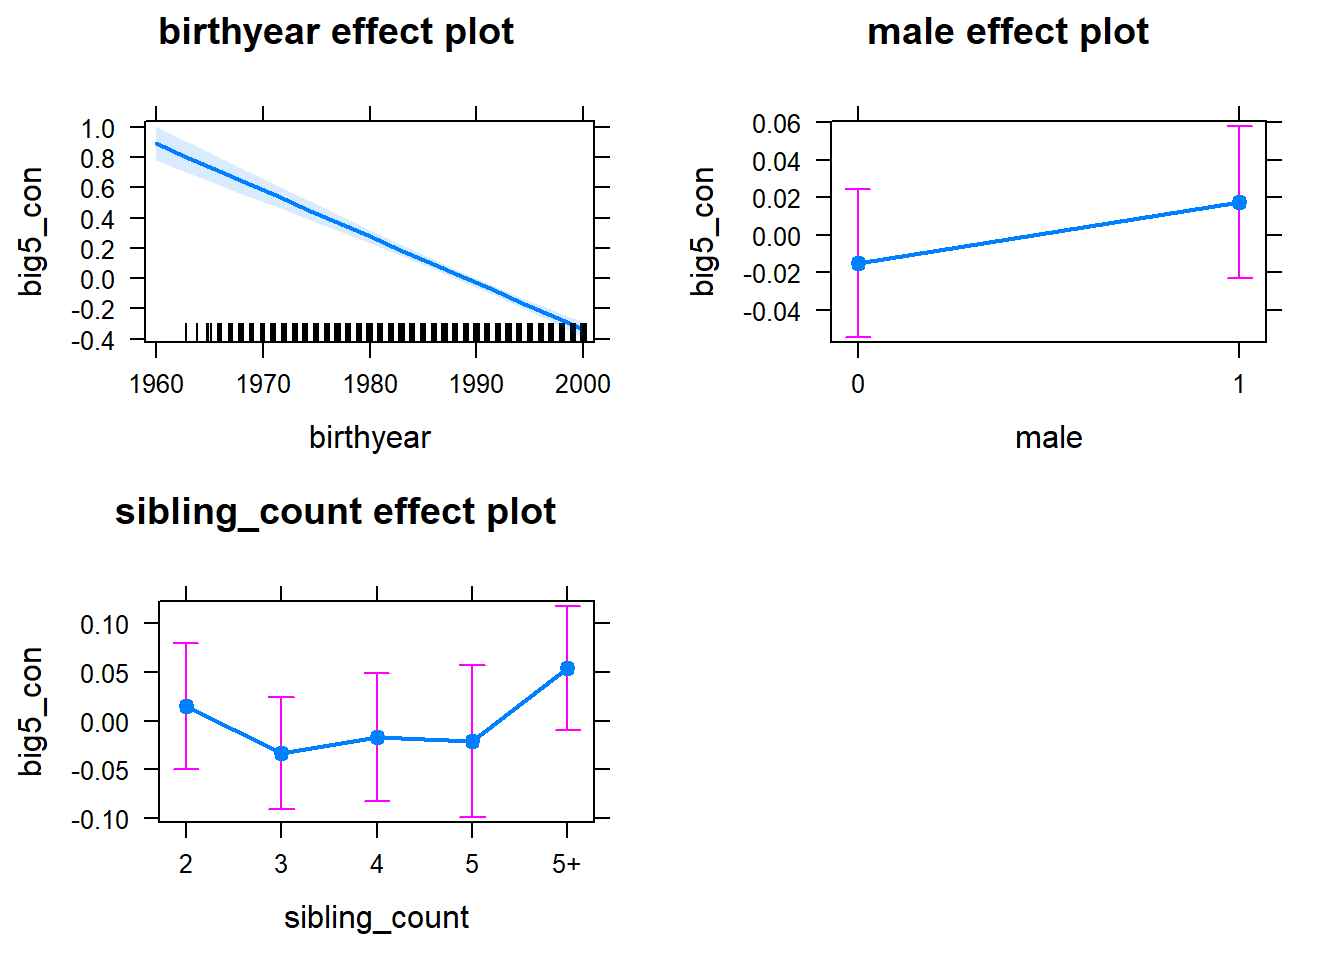 birthyear effect plot
big5_con
1.0
0.8
0.6
0.4
0.2
0.0
-0.2
-0.4
1960 1970 1980 1990 2000
birthyear
male effect plot
big5_con
0.06
0.04
0.02
0.00
-0.02
-0.04
0 1
male
sibling_count effect plot
big5_con
0.10
0.05
0.00
-0.05
-0.10
2 3 4 5 5+
sibling_count